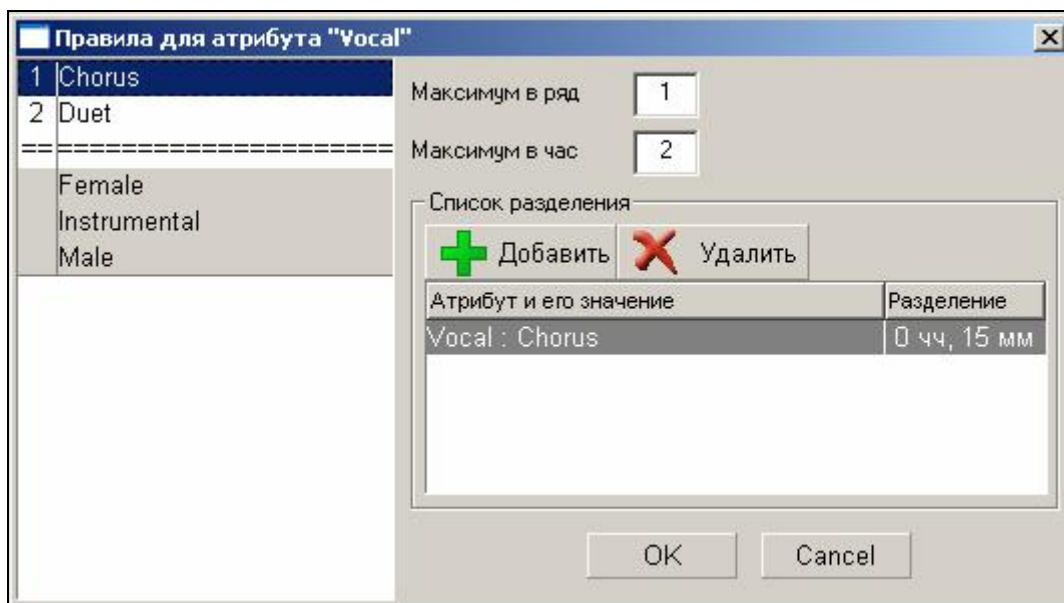 Правила для атрибута "Vocal"
1 Chorus
2 Duet
========================
Female
Instrumental
Male
Максимум в ряд 1
Максимум в час 2
Список разделения
Добавить Удалить
Атрибут и его значение Разделение
Vocal : Chorus 0 чч, 15 мм
OK Cancel